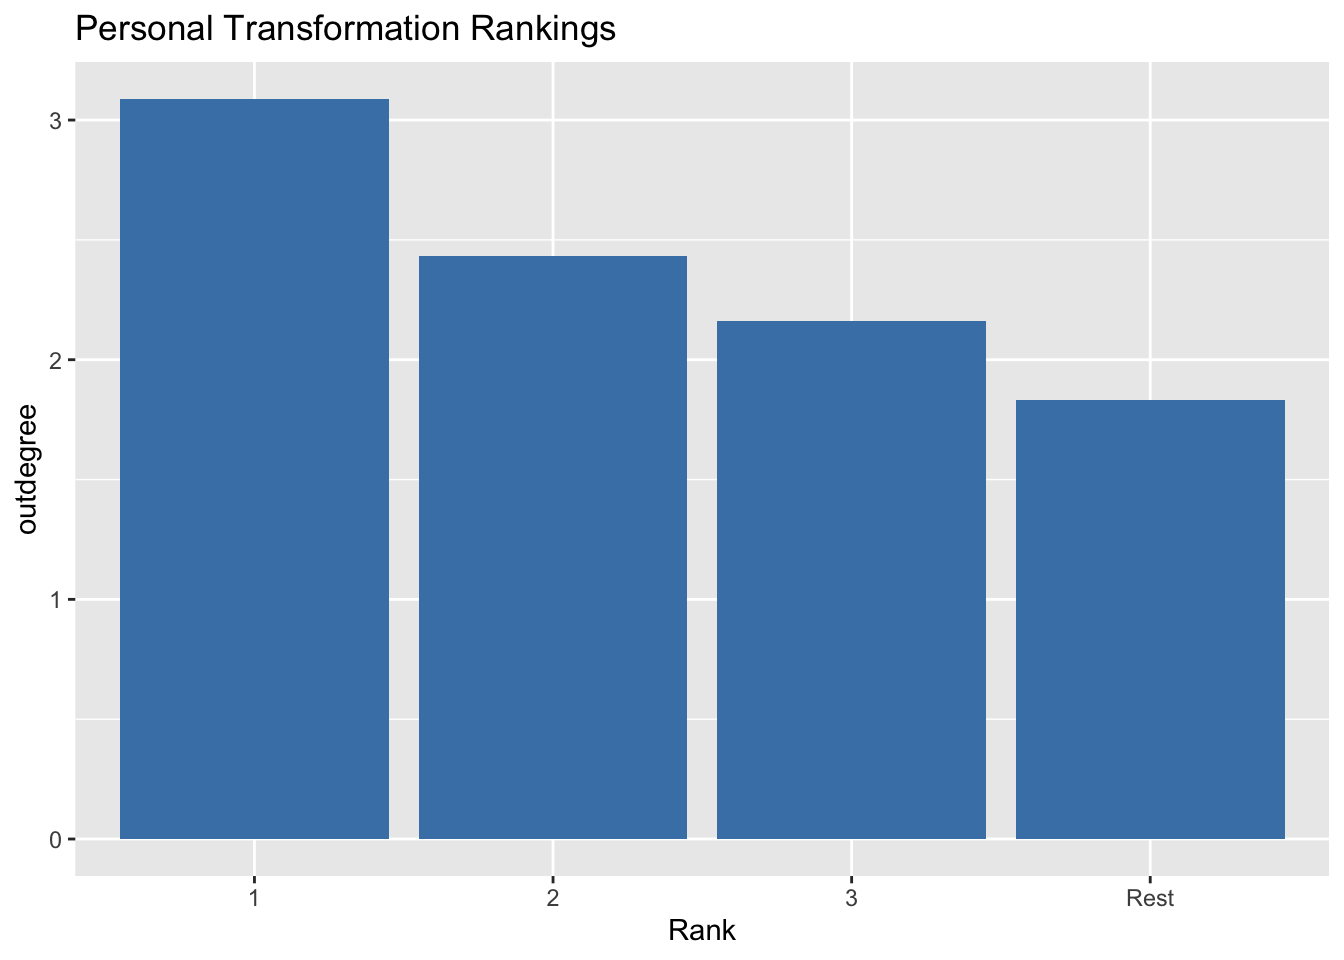 Personal Transformation Rankings
3
2
1
0
outdegree
1 2 3 Rest
Rank